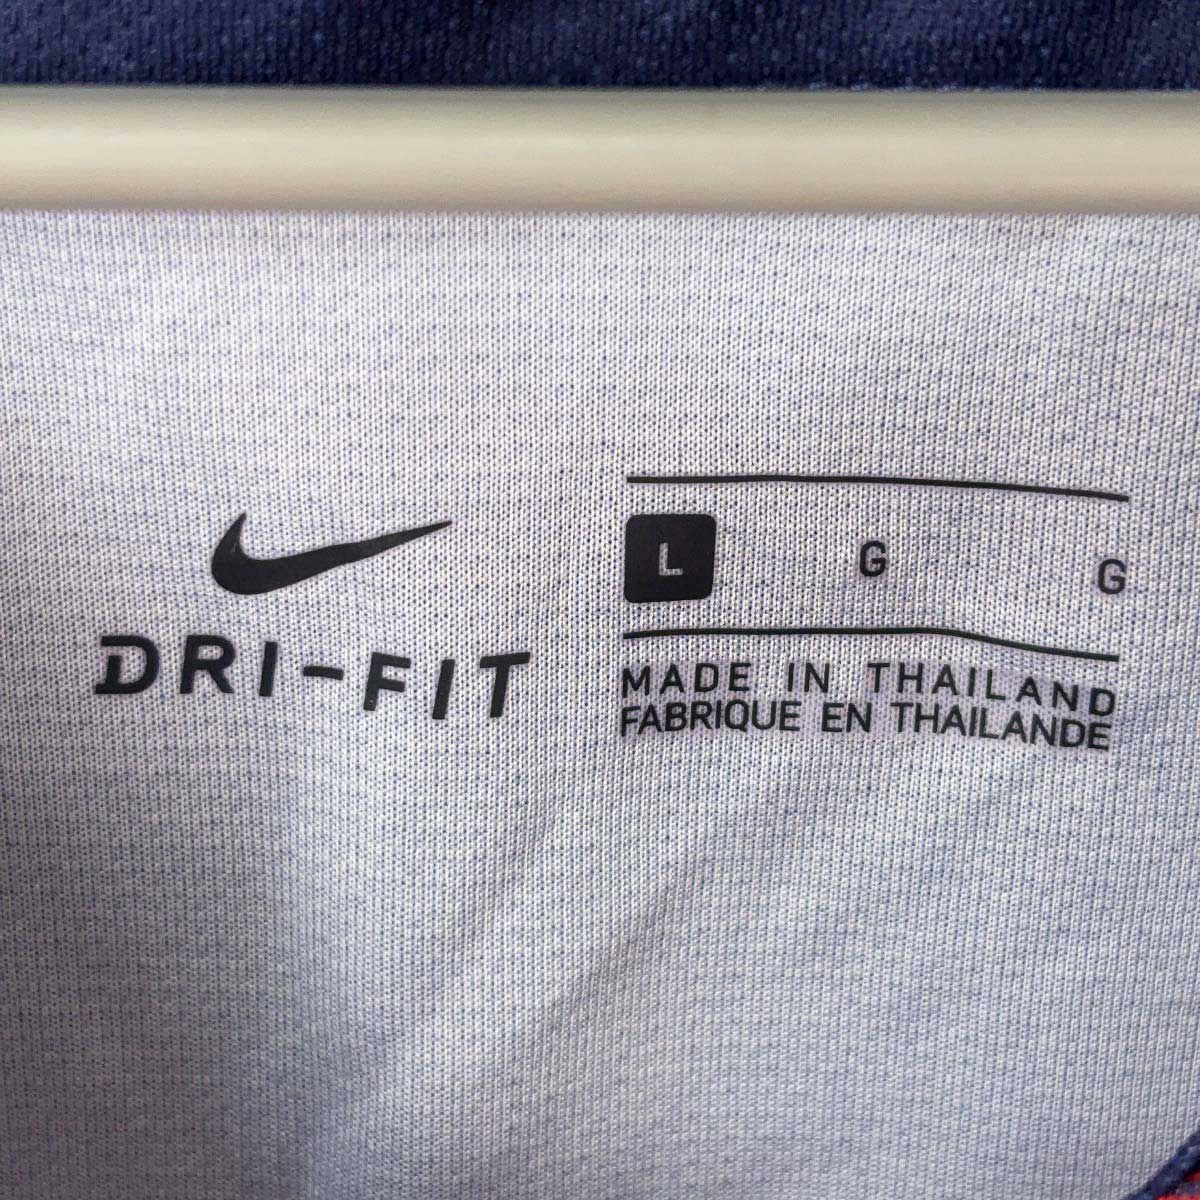 DRI-FIT
L G G
MADE IN THAILAND
FABRIQUE EN THAILANDE